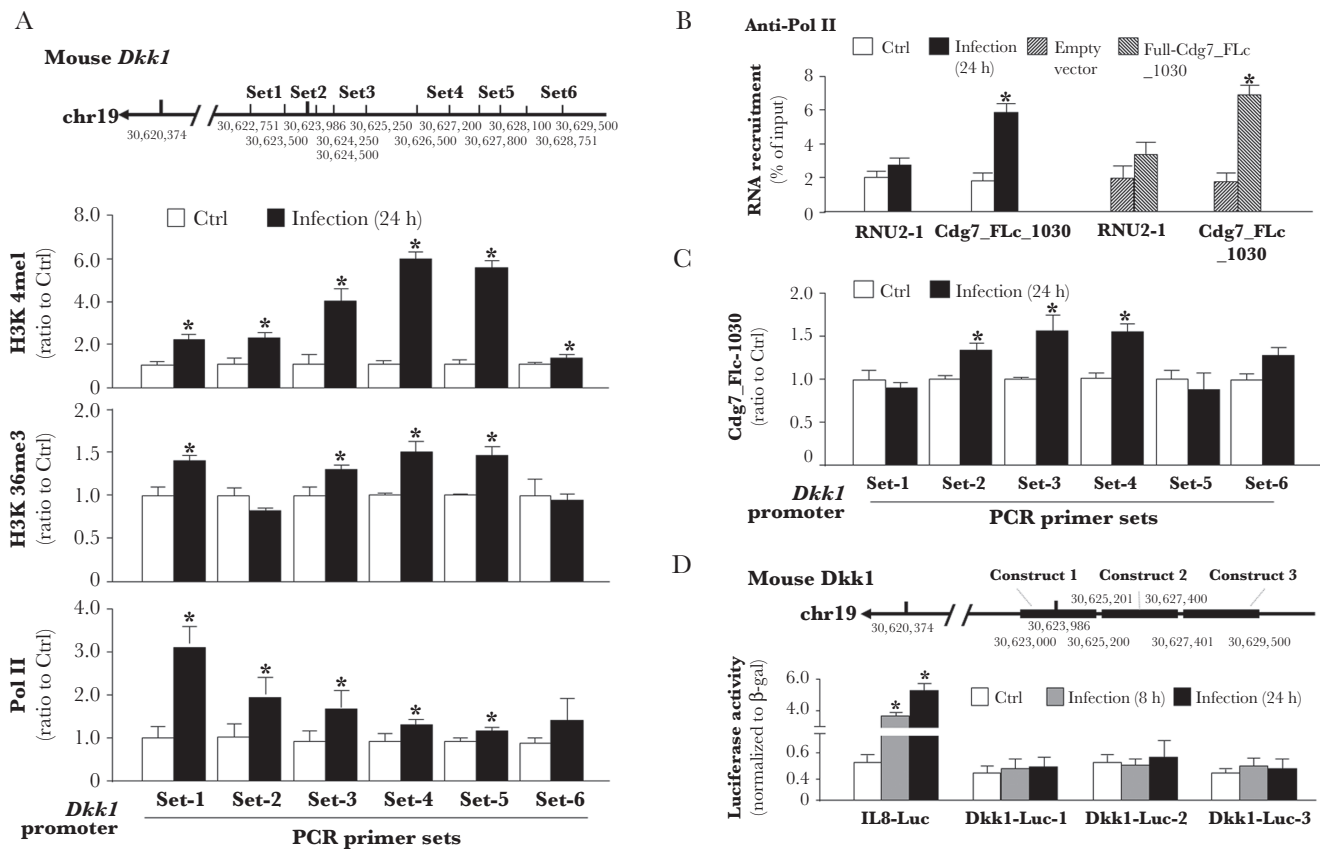 A
Mouse Dkk1
Set1 Set2 Set3 Set4 Set5 Set6
chr19
30,620,374
30,622,751 30,623,986 30,625,250 30,627,200 30,628,100 30,629,500
30,623,500 30,624,250 30,626,500 30,627,800 30,628,751
30,624,500
Ctrl Infection (24 h)
H3K 4mel
(ratio to Ctrl)
8.0
6.0
4.0
2.0
0
* * * * * *
H3K 36me3
(ratio to Ctrl)
2.0
1.5
1.0
0.5
0
* * * *
Pol II
(ratio to Ctrl)
4.0
3.0
2.0
1.0
0
* * * * *
Dkk1
promoter
Set-1 Set-2 Set-3 Set-4 Set-5 Set-6
PCR primer sets
B
Anti-Pol II
Ctrl Infection (24 h) Empty vector Full-Cdg7_FLc_1030
RNA recruitment
(% of input)
8
6
4
2
0
* *
RNU2-1 Cdg7_FLc_1030 RNU2-1 Cdg7_FLc
_1030
C
Ctrl Infection (24 h)
Cdg7_Flc-1030
(ratio to Ctrl)
2.0
1.5
1.0
0.5
0
* * *
Dkk1
promoter
Set-1 Set-2 Set-3 Set-4 Set-5 Set-6
PCR primer sets
D
Mouse Dkk1
Construct 1 Construct 2 Construct 3
chr19
30,620,374
30,625,201 30,627,400
30,623,986
30,623,000 30,625,200 30,627,401 30,629,500
Luciferase activity
(normalized to β-gal)
6.0
4.0
0.6
0.4
0
* *
Ctrl Infection (8 h) Infection (24 h)
IL8-Luc Dkk1-Luc-1 Dkk1-Luc-2 Dkk1-Luc-3